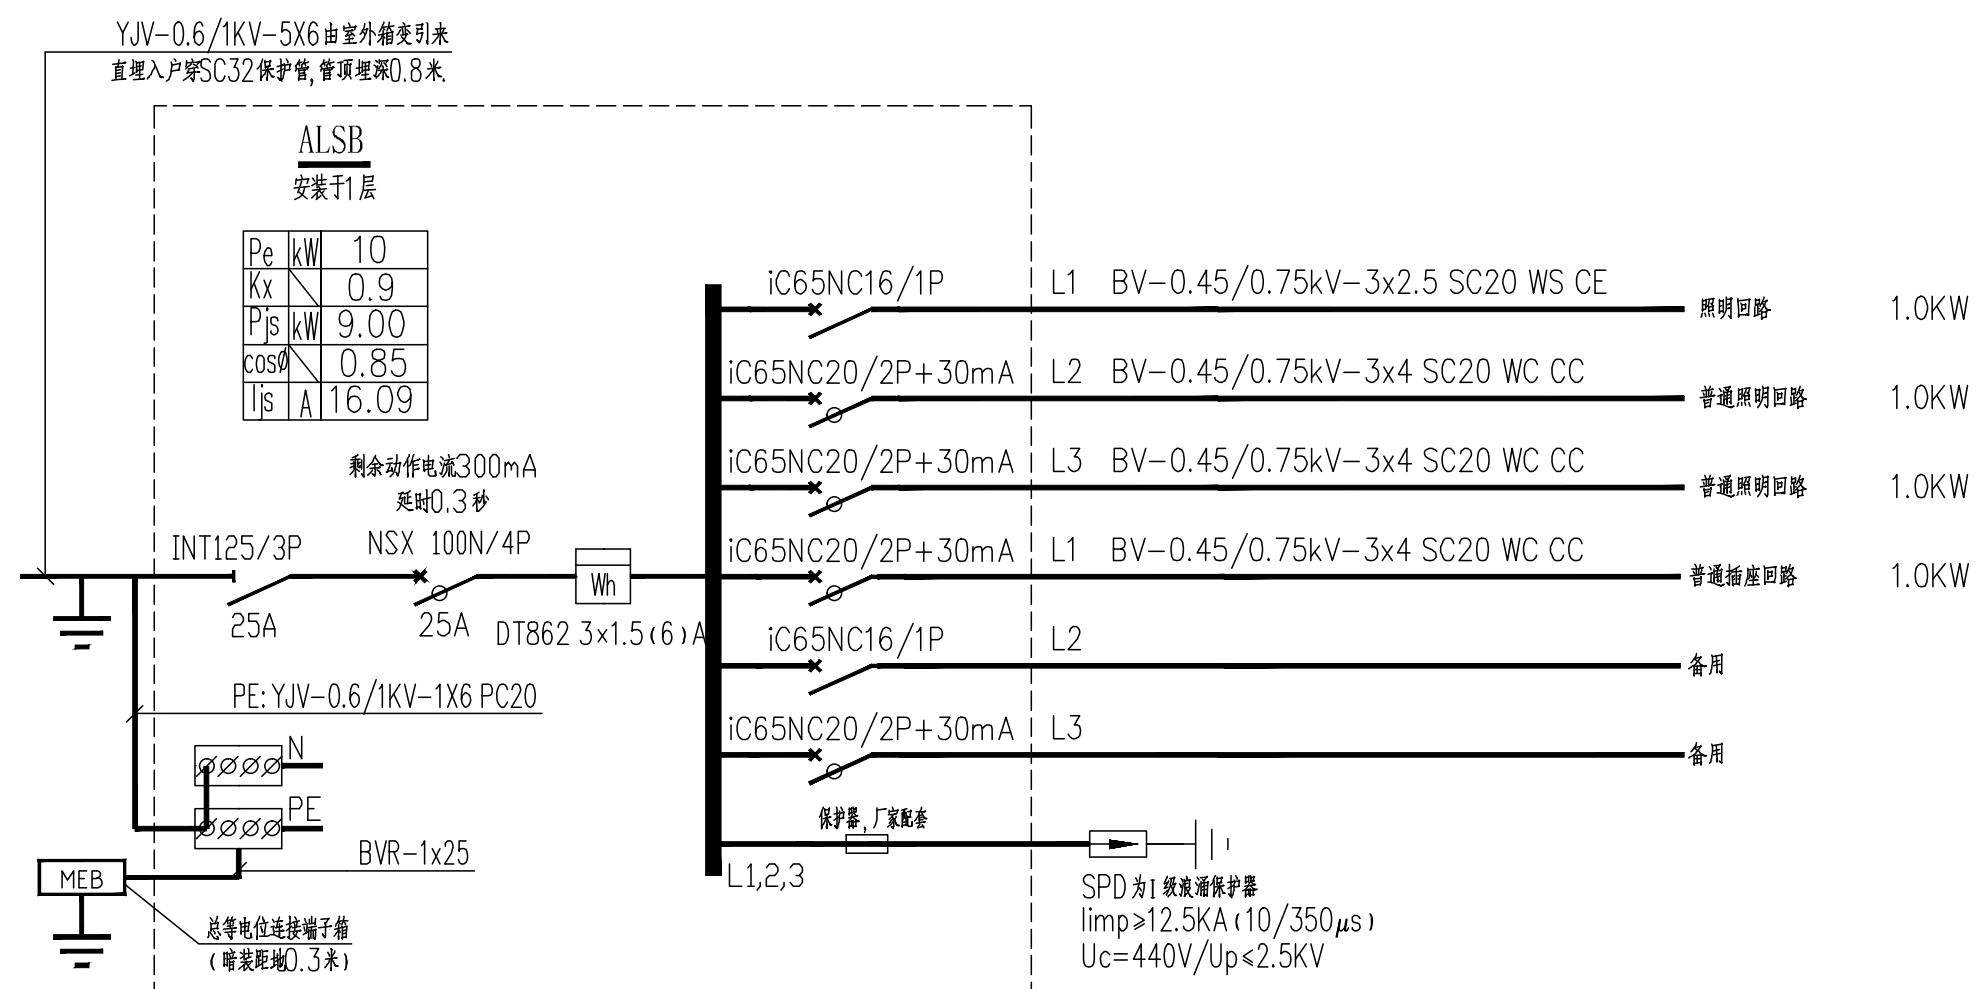 YJV-0.6/1KV-5X6由室外箱变引来
直埋入户穿SC32保护管,管顶埋深0.8米.
ALSB
安装于1层
Pe kW 10
Kx 0.9
Pjs kW 9.00
cosø 0.85
Ijs A 16.09
剩余动作电流300mA
延时0.3秒
INT125/3P
25A
NSX 100N/4P
25A
Wh
DT862 3x1.5(6)A
iC65NC16/1P L1 BV-0.45/0.75kV-3x2.5 SC20 WS CE 照明回路 1.0KW
iC65NC20/2P+30mA L2 BV-0.45/0.75kV-3x4 SC20 WC CC 普通照明回路 1.0KW
iC65NC20/2P+30mA L3 BV-0.45/0.75kV-3x4 SC20 WC CC 普通照明回路 1.0KW
iC65NC20/2P+30mA L1 BV-0.45/0.75kV-3x4 SC20 WC CC 普通插座回路 1.0KW
iC65NC16/1P L2 备用
iC65NC20/2P+30mA L3 备用
保护器,厂家配套
L1,2,3
SPD为I级浪涌保护器
Iimp≥12.5KA(10/350μs)
Uc=440V/Up≤2.5KV
PE:YJV-0.6/1KV-1X6 PC20
N
PE
BVR-1x25
MEB
总等电位连接端子箱
(暗装距地0.3米)